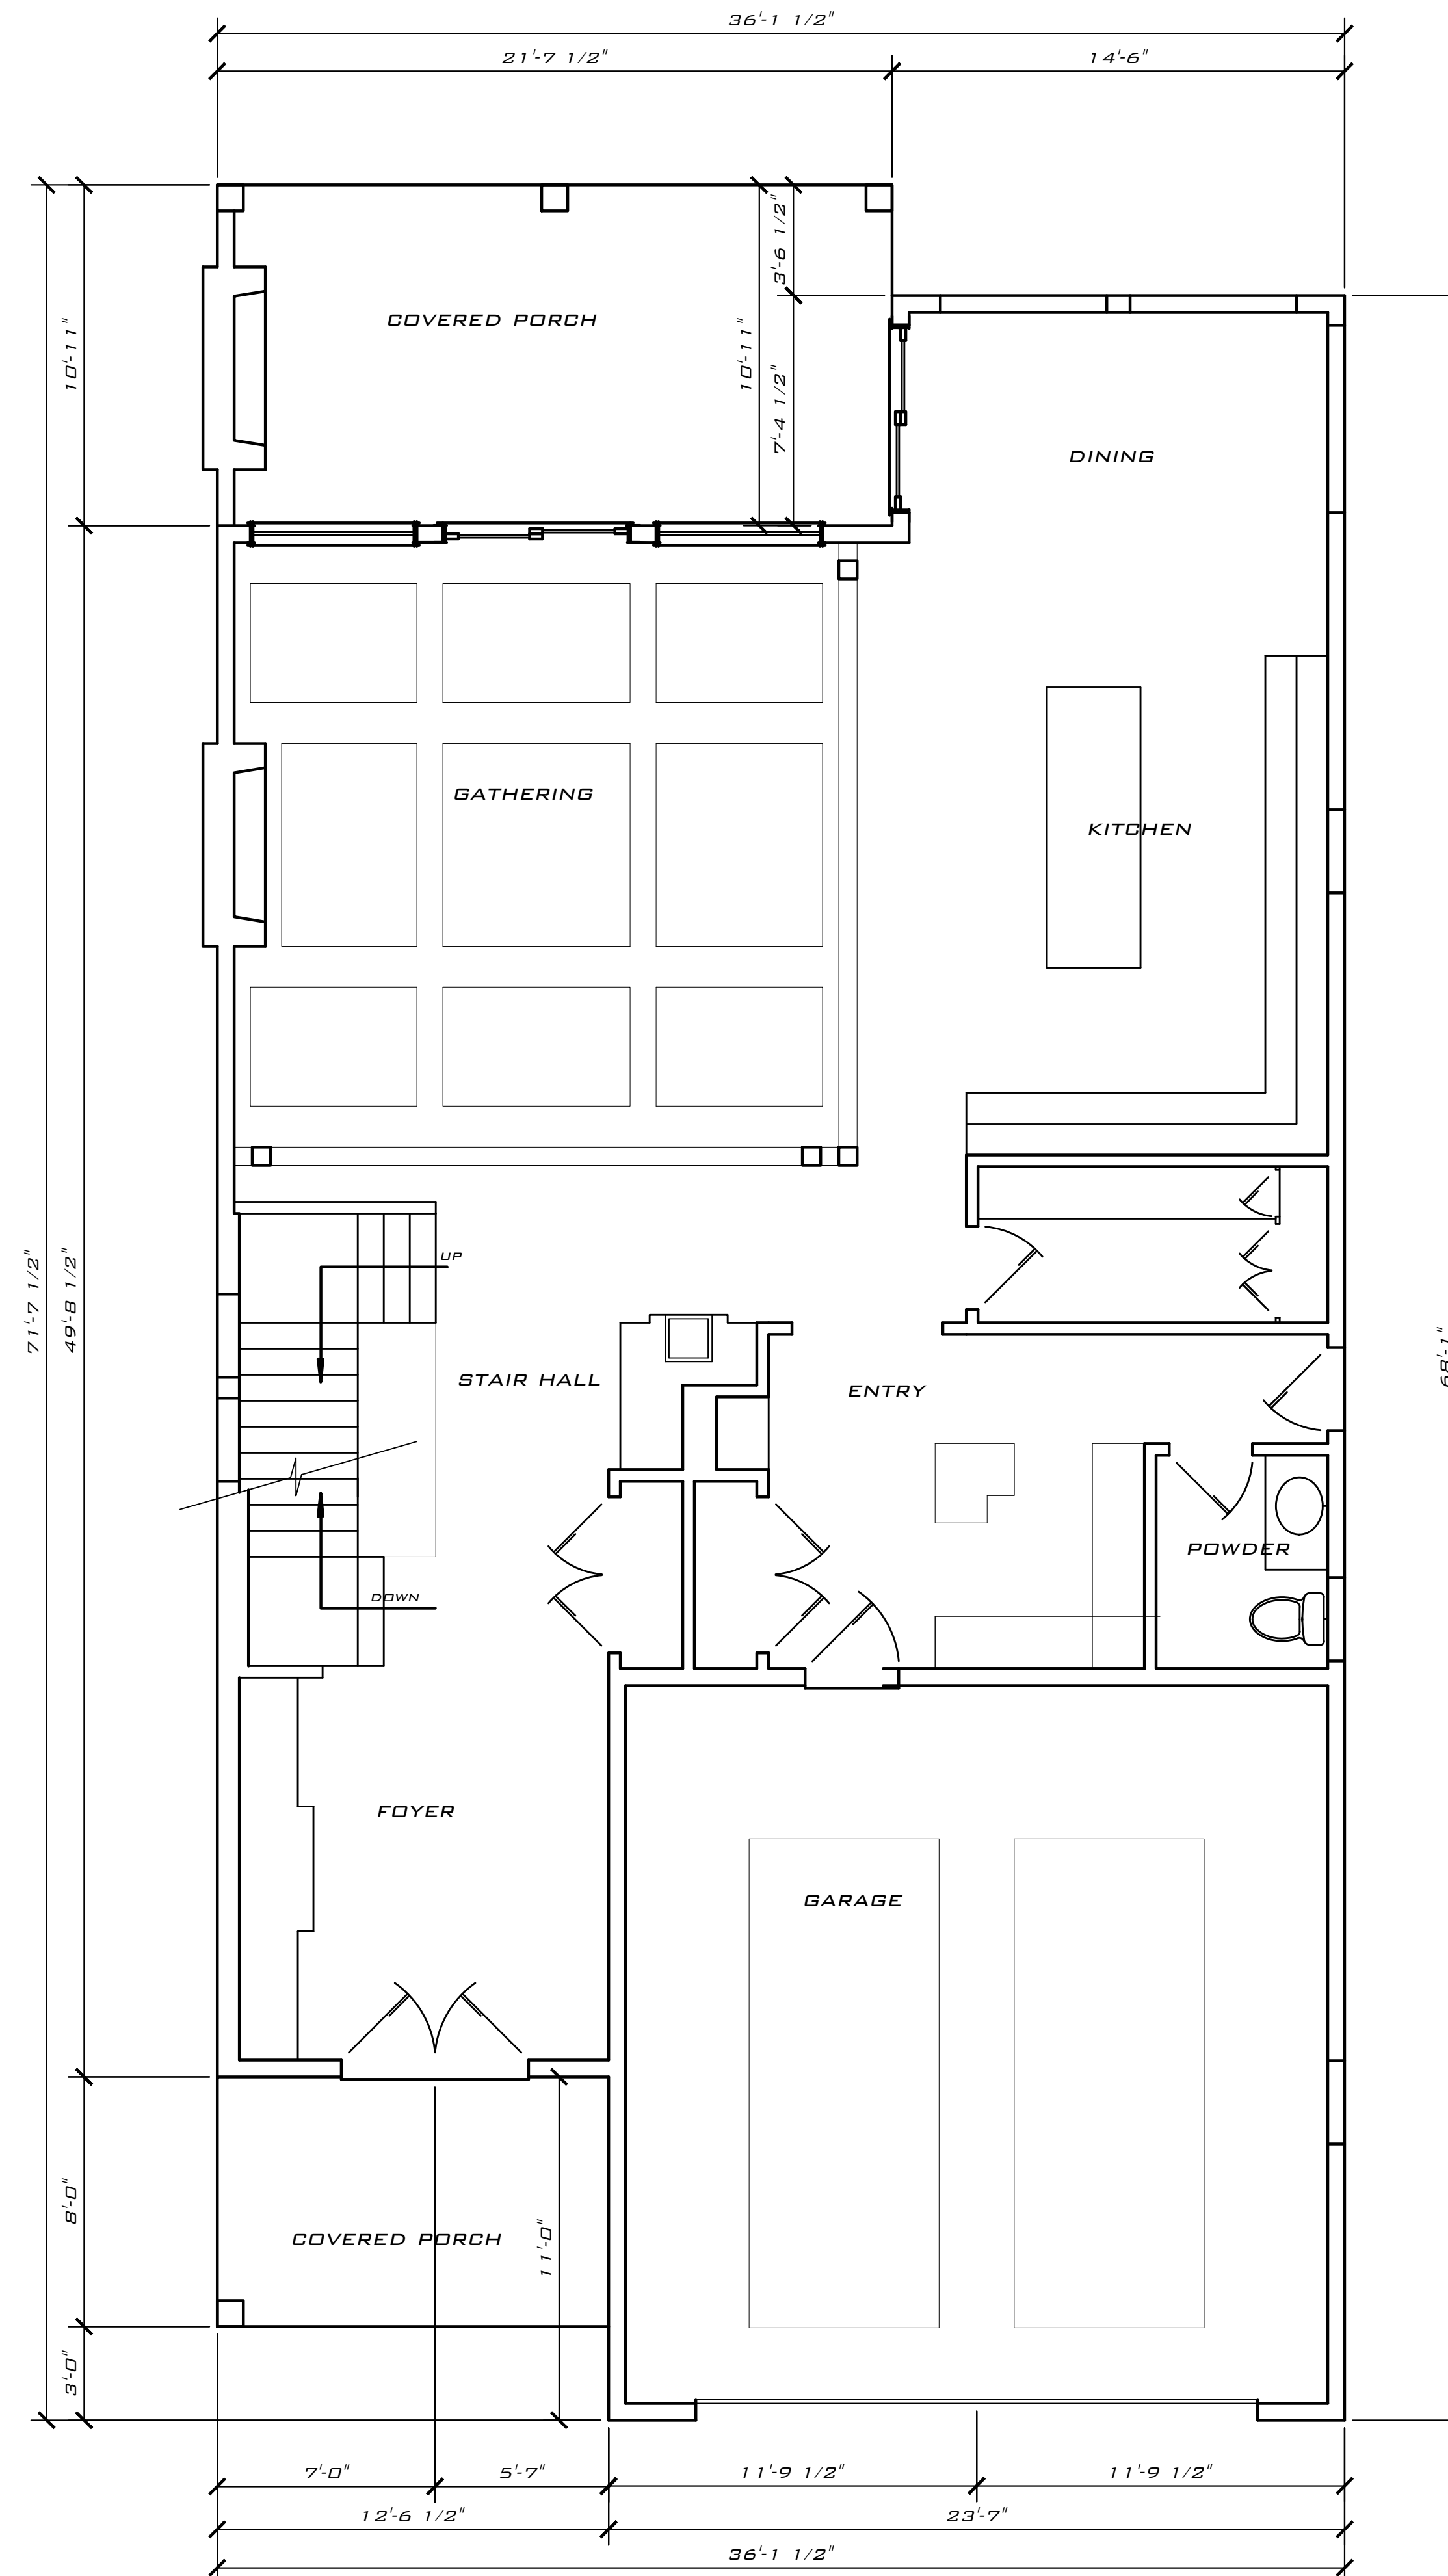 36'-1 1/2"
21'-7 1/2"
14'-6"
3'-6 1/2"
COVERED PORCH
10'-11"
10'-11"
7'-4 1/2"
DINING
GATHERING
KITCHEN
UP
71'-7 1/2"
49'-8 1/2"
68'-1"
STAIR HALL
ENTRY
POWDER
DOWN
FOYER
GARAGE
8'-0"
COVERED PORCH
11'-0"
3'-0"
7'-0"
5'-7"
11'-9 1/2"
11'-9 1/2"
12'-6 1/2"
23'-7"
36'-1 1/2"